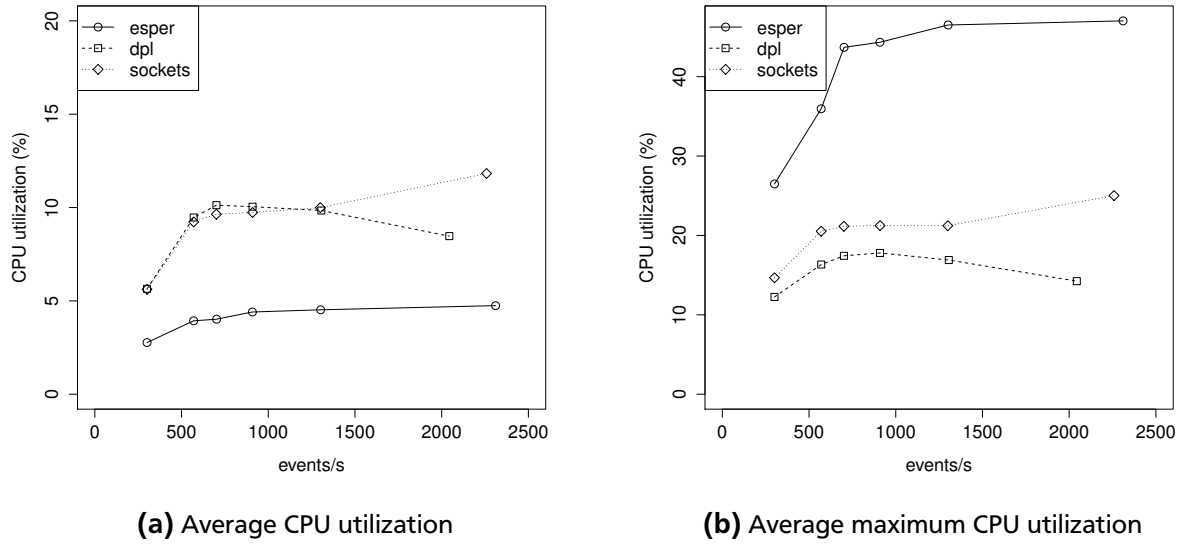 esper
dpl
sockets
CPU utilization (%)
20
15
10
5
0
0 500 1000 1500 2000 2500
events/s
(a) Average CPU utilization
esper
dpl
sockets
CPU utilization (%)
40
30
20
10
0
0 500 1000 1500 2000 2500
events/s
(b) Average maximum CPU utilization